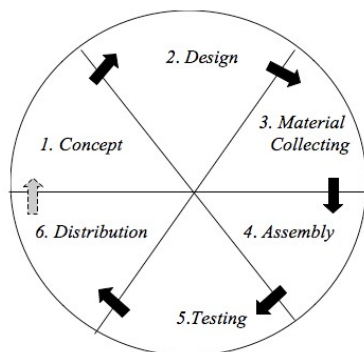 2. Design
3. Material
Collecting
1. Concept
6. Distribution
4. Assembly
5.Testing